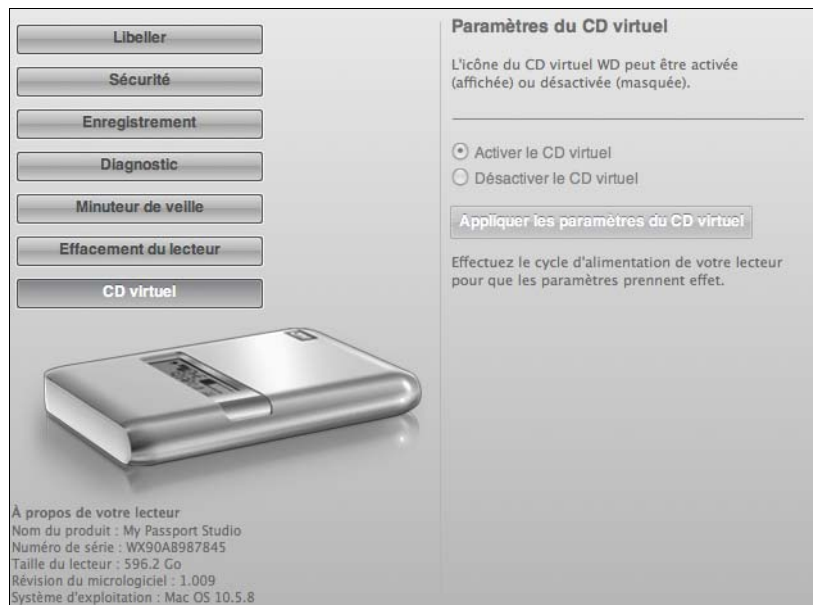 Libeller
Sécurité
Enregistrement
Diagnostic
Minuteur de veille
Effacement du lecteur
CD virtuel
À propos de votre lecteur
Nom du produit : My Passport Studio
Numéro de série : WX90AB987845
Taille du lecteur : 596.2 Go
Révision du micrologiciel : 1.009
Système d'exploitation : Mac OS 10.5.8
Paramètres du CD virtuel
L'icône du CD virtuel WD peut être activée
(affichée) ou désactivée (masquée).
Activer le CD virtuel
Désactiver le CD virtuel
Appliquer les paramètres du CD virtuel
Effectuez le cycle d'alimentation de votre lecteur
pour que les paramètres prennent effet.